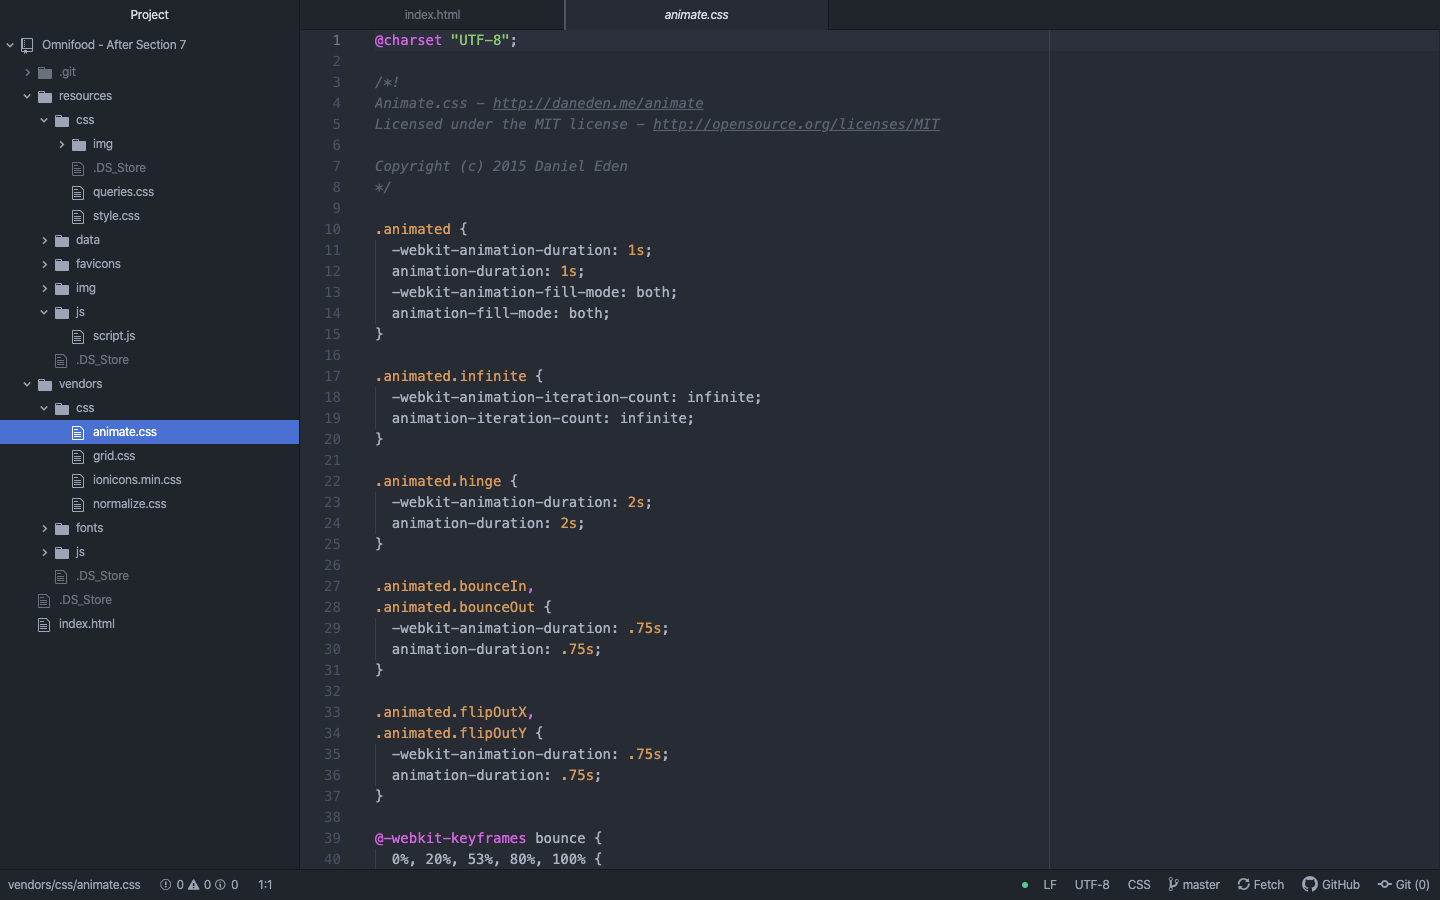 Project
Omnifood - After Section 7
.git
resources
css
img
.DS_Store
queries.css
style.css
data
favicons
img
js
script.js
.DS_Store
vendors
css
animate.css
grid.css
ionicons.min.css
normalize.css
fonts
js
.DS_Store
.DS_Store
index.html
index.html
animate.css
1 @charset "UTF-8";
2
3 /*!
4 Animate.css - http://daneden.me/animate
5 Licensed under the MIT license - http://opensource.org/licenses/MIT
6
7 Copyright (c) 2015 Daniel Eden
8 */
9
10 .animated {
11   -webkit-animation-duration: 1s;
12   animation-duration: 1s;
13   -webkit-animation-fill-mode: both;
14   animation-fill-mode: both;
15 }
16
17 .animated.infinite {
18   -webkit-animation-iteration-count: infinite;
19   animation-iteration-count: infinite;
20 }
21
22 .animated.hinge {
23   -webkit-animation-duration: 2s;
24   animation-duration: 2s;
25 }
26
27 .animated.bounceIn,
28 .animated.bounceOut {
29   -webkit-animation-duration: .75s;
30   animation-duration: .75s;
31 }
32
33 .animated.flipOutX,
34 .animated.flipOutY {
35   -webkit-animation-duration: .75s;
36   animation-duration: .75s;
37 }
38
39 @-webkit-keyframes bounce {
40   0%, 20%, 53%, 80%, 100% {
vendors/css/animate.css 0 0 0 1:1 LF UTF-8 CSS master Fetch GitHub Git (0)